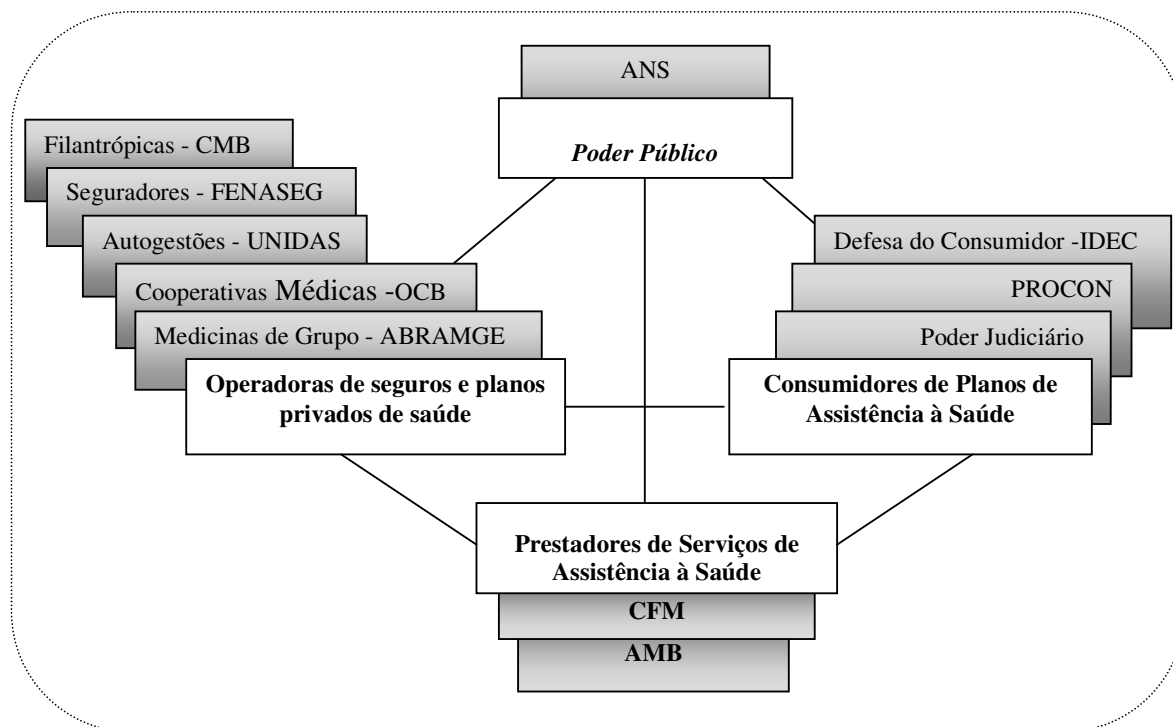 ANS
Poder Público
Filantrópicas - CMB
Seguradores - FENASEG
Autogestões - UNIDAS
Cooperativas Médicas -OCB
Medicinas de Grupo - ABRAMGE
Operadoras de seguros e planos
privados de saúde
Defesa do Consumidor -IDEC
PROCON
Poder Judiciário
Consumidores de Planos de
Assistência à Saúde
Prestadores de Serviços de
Assistência à Saúde
CFM
AMB